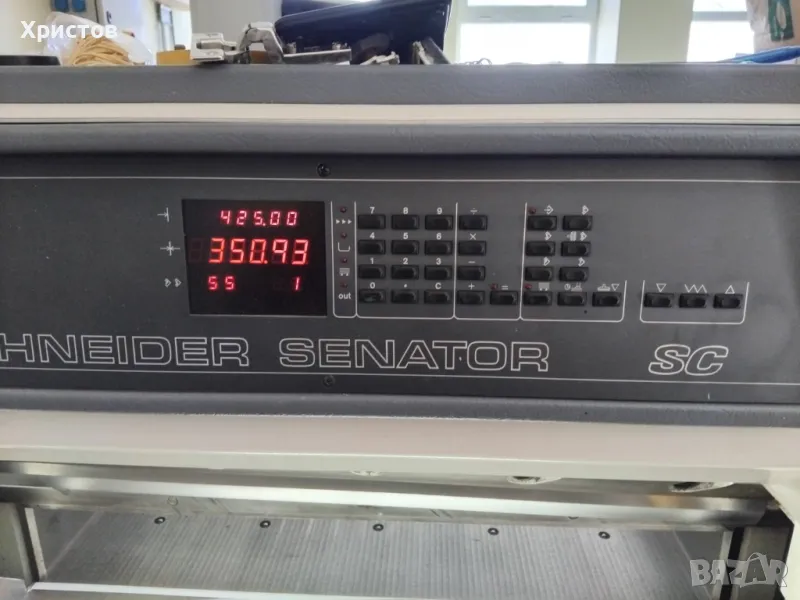 Христов
425.00
350.93
55 1
7 8 9 ÷
4 5 6 ×
1 2 3 −
out 0 • C + =
HNEIDER SENATOR SC
BAZAR